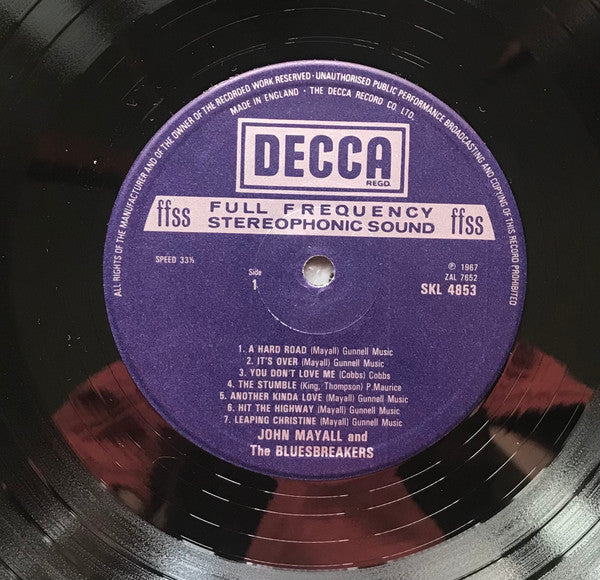 ALL RIGHTS OF THE MANUFACTURER AND OF THE OWNER OF THE RECORDED WORK RESERVED · UNAUTHORISED PUBLIC PERFORMANCE BROADCASTING AND COPYING OF THIS RECORD PROHIBITED
MADE IN ENGLAND · THE DECCA RECORD CO. LTD.
DECCA
REGD.
ffss FULL FREQUENCY ffss
STEREOPHONIC SOUND
SPEED 33⅓
Side
1
℗ 1967
ZAL 7652
SKL 4853
1. A HARD ROAD (Mayall) Gunnell Music
2. IT'S OVER (Mayall) Gunnell Music
3. YOU DON'T LOVE ME (Cobbs) Cobbs
4. THE STUMBLE (King, Thompson) P.Maurice
5. ANOTHER KINDA LOVE (Mayall) Gunnell Music
6. HIT THE HIGHWAY (Mayall) Gunnell Music
7. LEAPING CHRISTINE (Mayall) Gunnell Music
JOHN MAYALL and
The BLUESBREAKERS